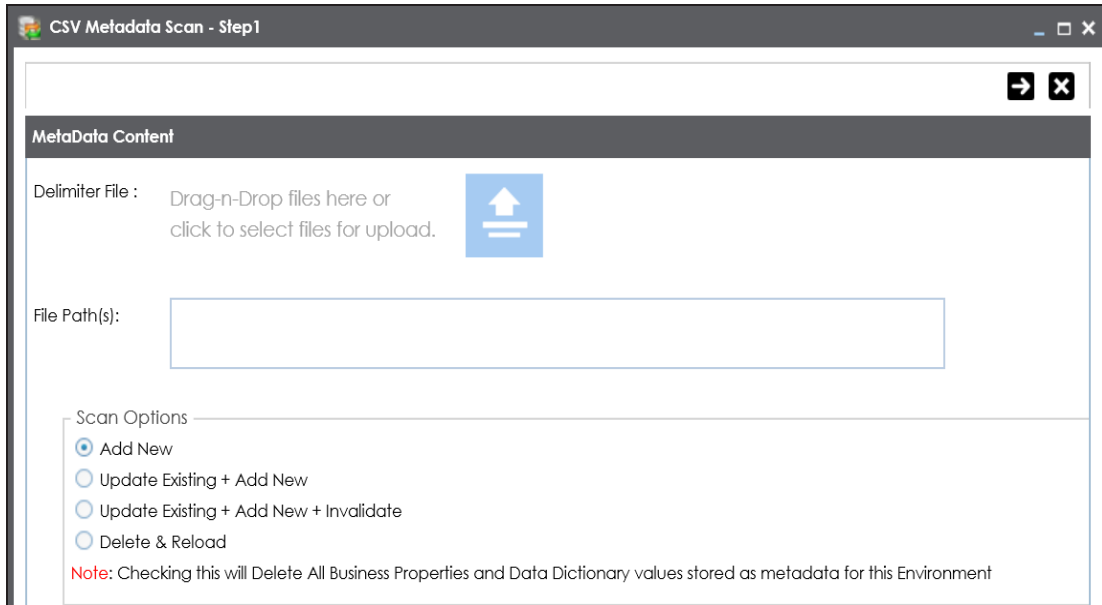 CSV Metadata Scan - Step1
MetaData Content
Delimiter File :
Drag-n-Drop files here or
click to select files for upload.
File Path(s):
Scan Options
Add New
Update Existing + Add New
Update Existing + Add New + Invalidate
Delete & Reload
Note: Checking this will Delete All Business Properties and Data Dictionary values stored as metadata for this Environment